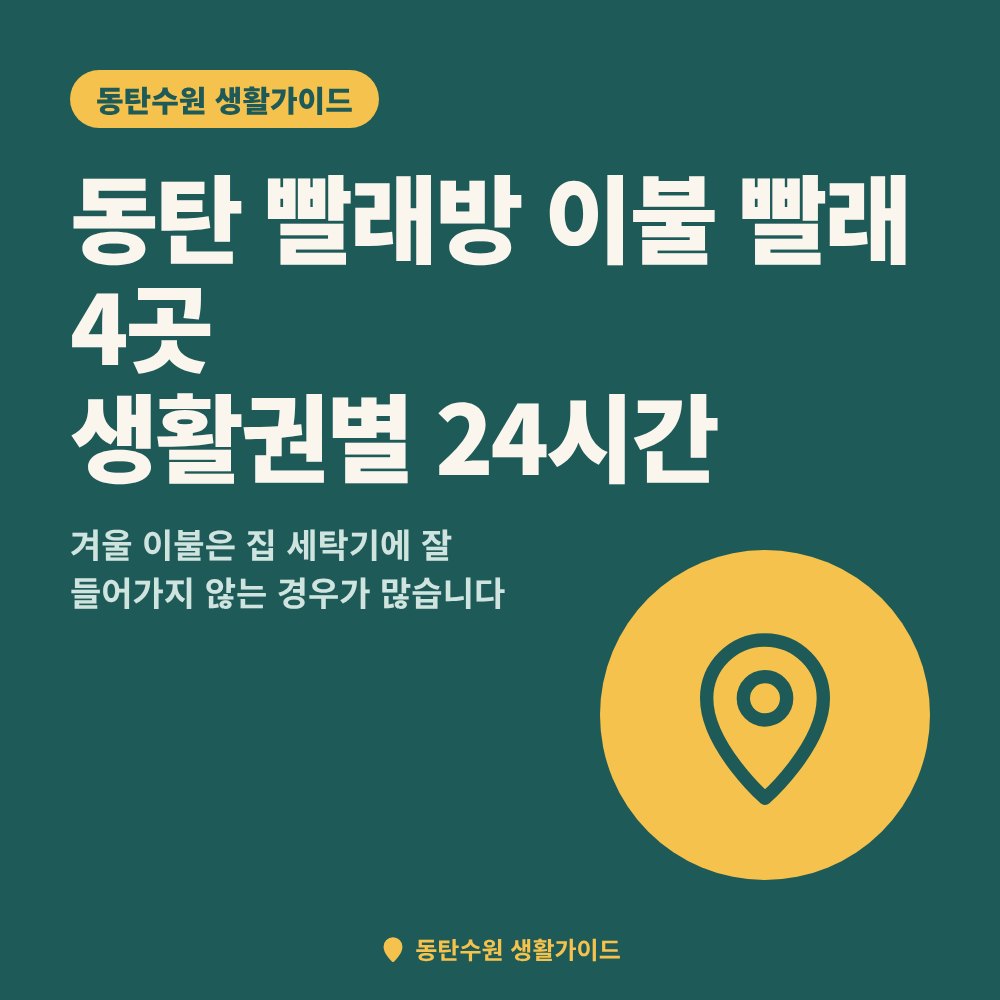 동탄수원 생활가이드
동탄 빨래방 이불 빨래
4곳
생활권별 24시간
겨울 이불은 집 세탁기에 잘
들어가지 않는 경우가 많습니다
동탄수원 생활가이드